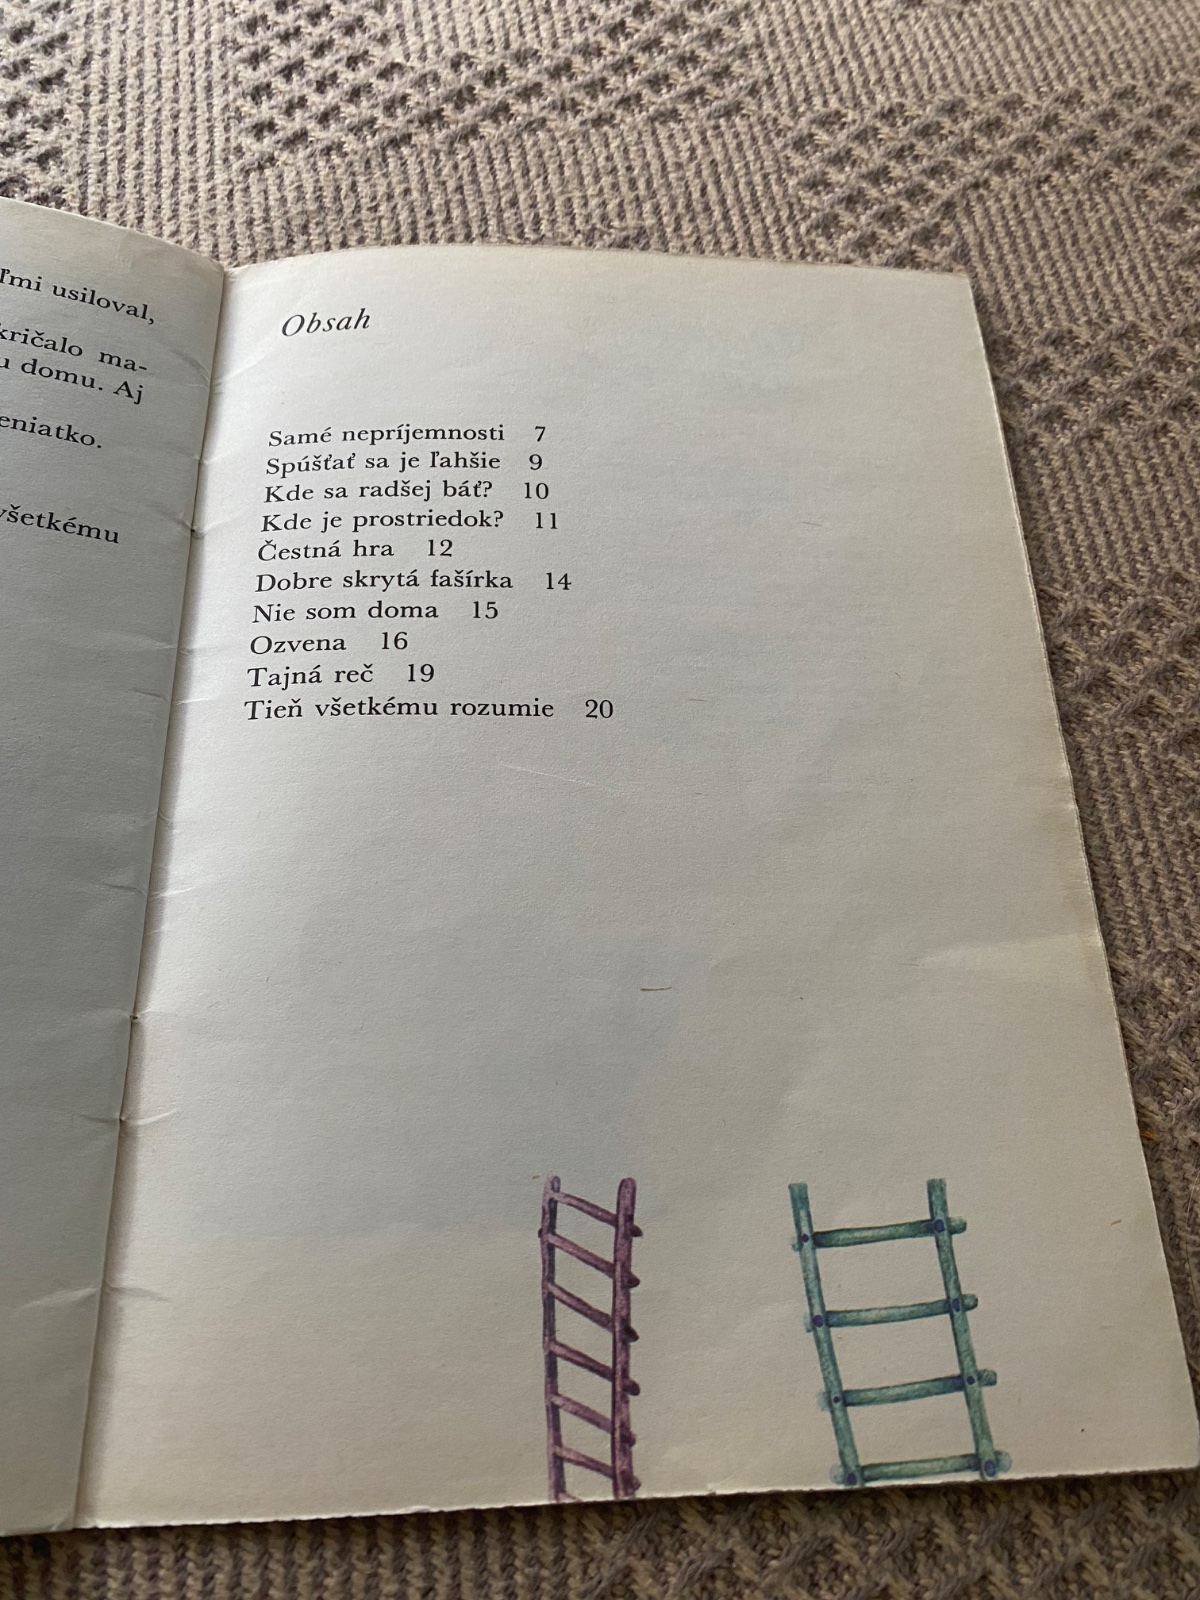 usiloval,
kričalo ma-
domu. Aj
všetkému
Obsah
Samé nepríjemnosti 7
Spúšťať sa je ľahšie 9
Kde sa radšej báť? 10
Kde je prostriedok? 11
Čestná hra 12
Dobre skrytá fašírka 14
Nie som doma 15
Ozvena 16
Tajná reč 19
Tieň všetkému rozumie 20